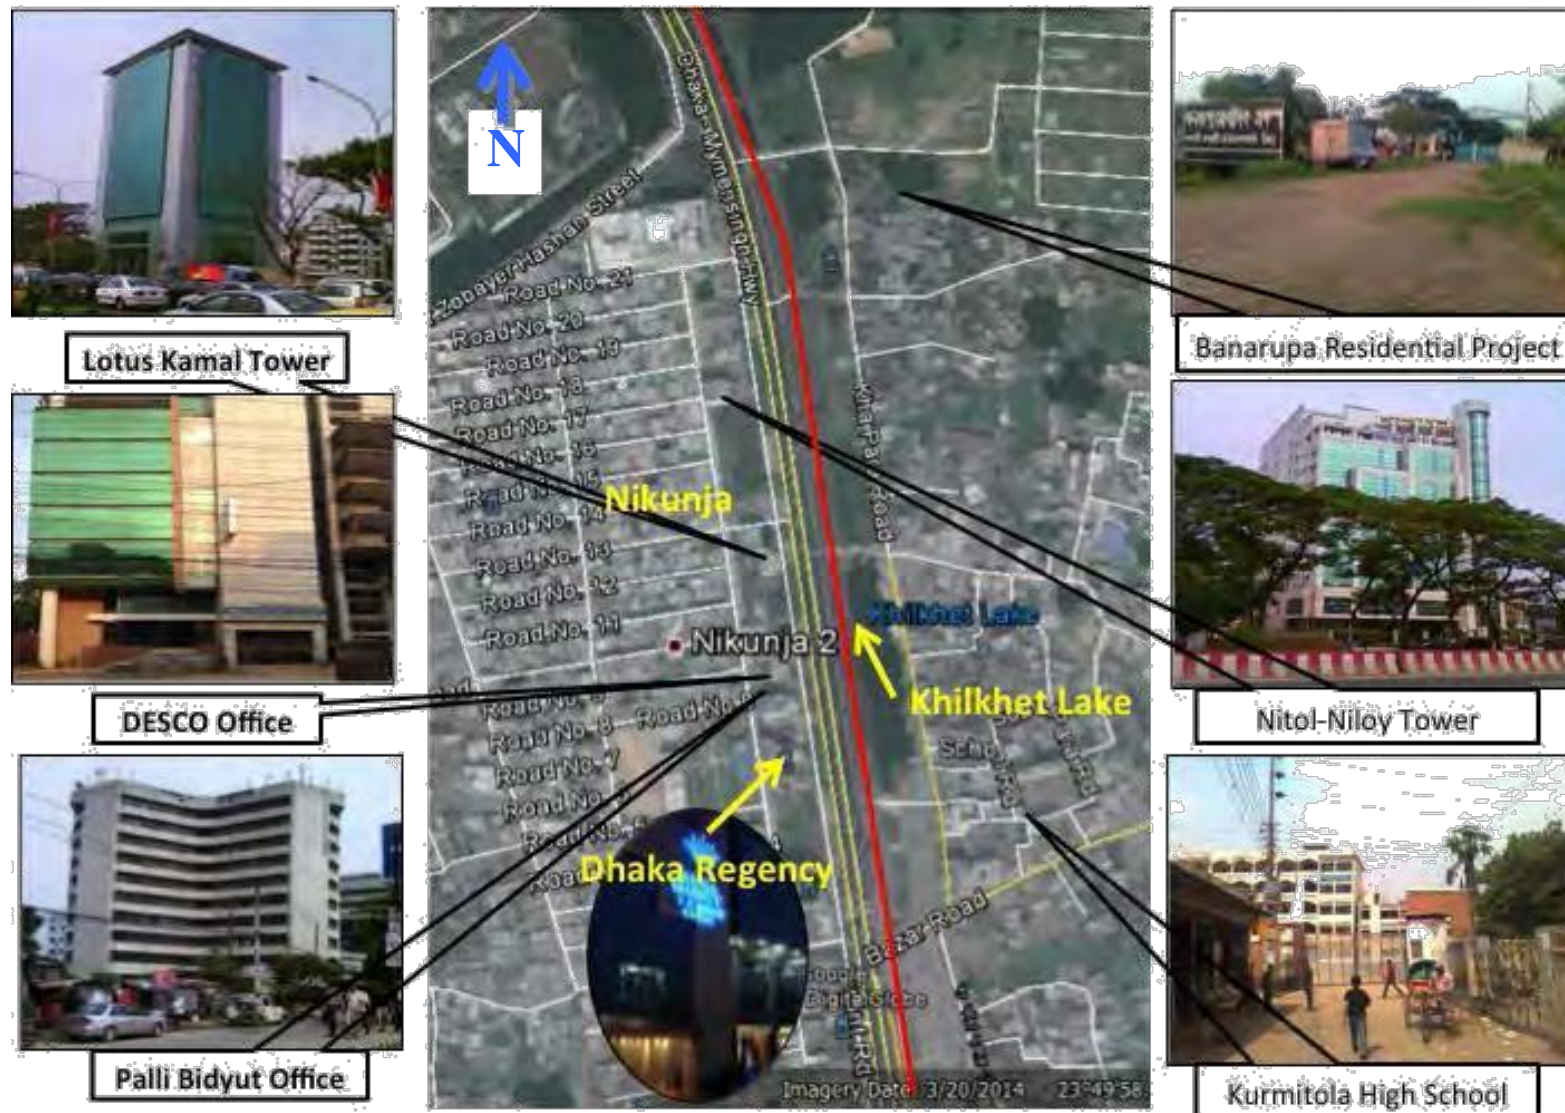 N
Dhaka - Mymensingh Hwy
Zobayer Hashan Street
Road No. 21
Road No. 20
Road No. 19
Road No. 18
Road No. 17
Road No. 16
Road No. 15
Road No. 14
Road No. 13
Road No. 12
Road No. 11
Nikunja
Nikunja 2
Road No. 8
Road No. 7
Khilkhet Lake
Khilkhet Lake
Dhaka Regency
Bazar Road
Imagery Date: 3/20/2014 23°49'58
Lotus Kamal Tower
DESCO Office
Palli Bidyut Office
Banarupa Residential Project
Nitol-Niloy Tower
Kurmitola High School